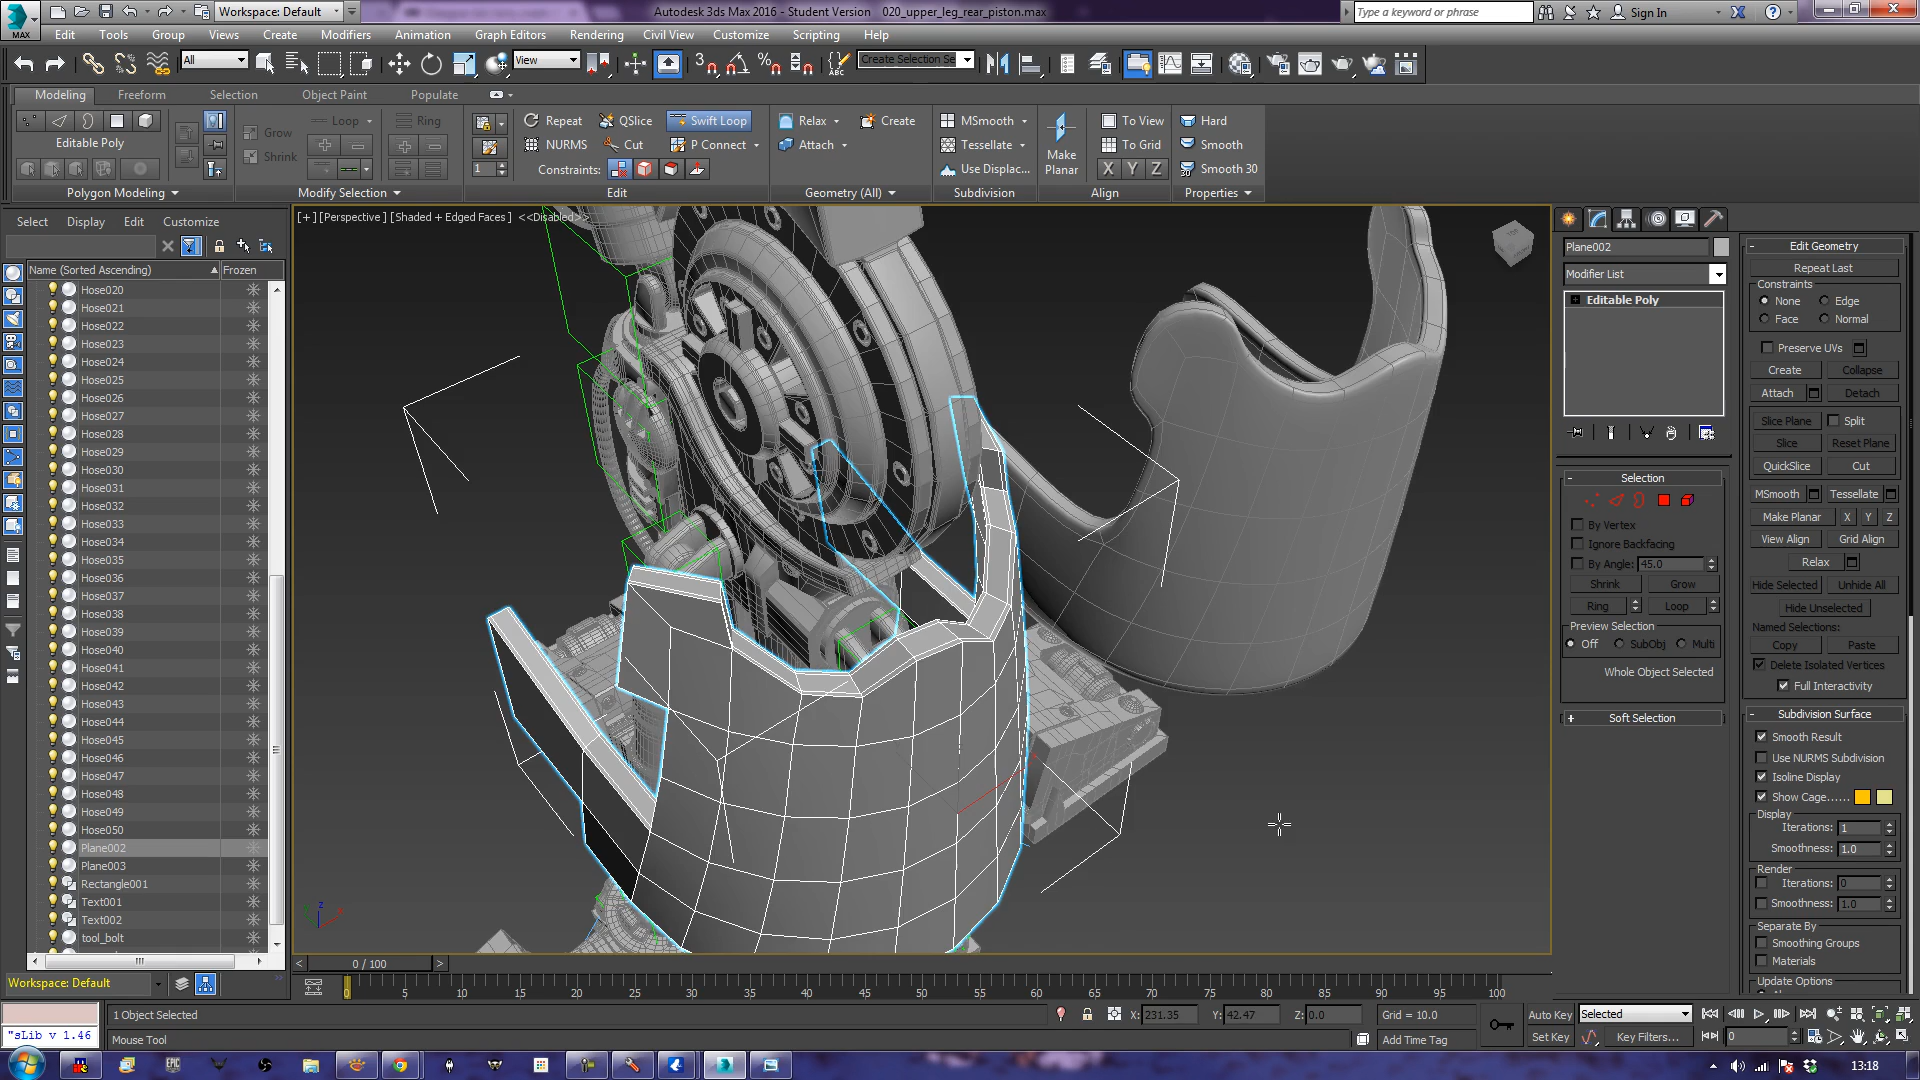 Workspace: Default
Autodesk 3ds Max 2016 - Student Version 020_upper_leg_rear_piston.max
Type a keyword or phrase
Sign In
MAX
Edit Tools Group Views Create Modifiers Animation Graph Editors Rendering Civil View Customize Scripting Help
All
View
Create Selection Se
Modeling Freeform Selection Object Paint Populate
Loop Ring
Grow
Shrink
Editable Poly
Repeat QSlice Swift Loop
NURMS Cut P Connect
1 Constraints:
Relax Create
Attach
MSmooth
Tessellate
Use Displac...
Make Planar
To View
To Grid
X Y Z
Hard
Smooth
Smooth 30
Polygon Modeling Modify Selection Edit Geometry (All) Subdivision Align Properties
Select Display Edit Customize
Name (Sorted Ascending) Frozen
Hose020
Hose021
Hose022
Hose023
Hose024
Hose025
Hose026
Hose027
Hose028
Hose029
Hose030
Hose031
Hose032
Hose033
Hose034
Hose035
Hose036
Hose037
Hose038
Hose039
Hose040
Hose041
Hose042
Hose043
Hose044
Hose045
Hose046
Hose047
Hose048
Hose049
Hose050
Plane002
Plane003
Rectangle001
Text001
Text002
tool_bolt
Workspace: Default
[+] [Perspective] [Shaded + Edged Faces] <<Disabled>>
Plane002
Modifier List
Editable Poly
Selection
By Vertex
Ignore Backfacing
By Angle: 45.0
Shrink Grow
Ring Loop
Preview Selection
Off SubObj Multi
Whole Object Selected
Soft Selection
Edit Geometry
Repeat Last
Constraints
None Edge
Face Normal
Preserve UVs
Create Collapse
Attach Detach
Slice Plane Split
Slice Reset Plane
QuickSlice Cut
MSmooth Tessellate
Make Planar X Y Z
View Align Grid Align
Relax
Hide Selected Unhide All
Hide Unselected
Named Selections:
Copy Paste
Delete Isolated Vertices
Full Interactivity
Subdivision Surface
Smooth Result
Use NURMS Subdivision
Isoline Display
Show Cage......
Display
Iterations: 1
Smoothness: 1.0
Render
Iterations: 0
Smoothness: 1.0
Separate By
Smoothing Groups
Materials
Update Options
0 / 100
0 5 10 15 20 25 30 35 40 45 50 55 60 65 70 75 80 85 90 95 100
1 Object Selected
X: 231.35 Y: 42.47 Z: 0.0 Grid = 10.0
Auto Key Selected
"sLib v 1.46
Mouse Tool
Add Time Tag
Set Key Key Filters... 0
EPIC
13:18